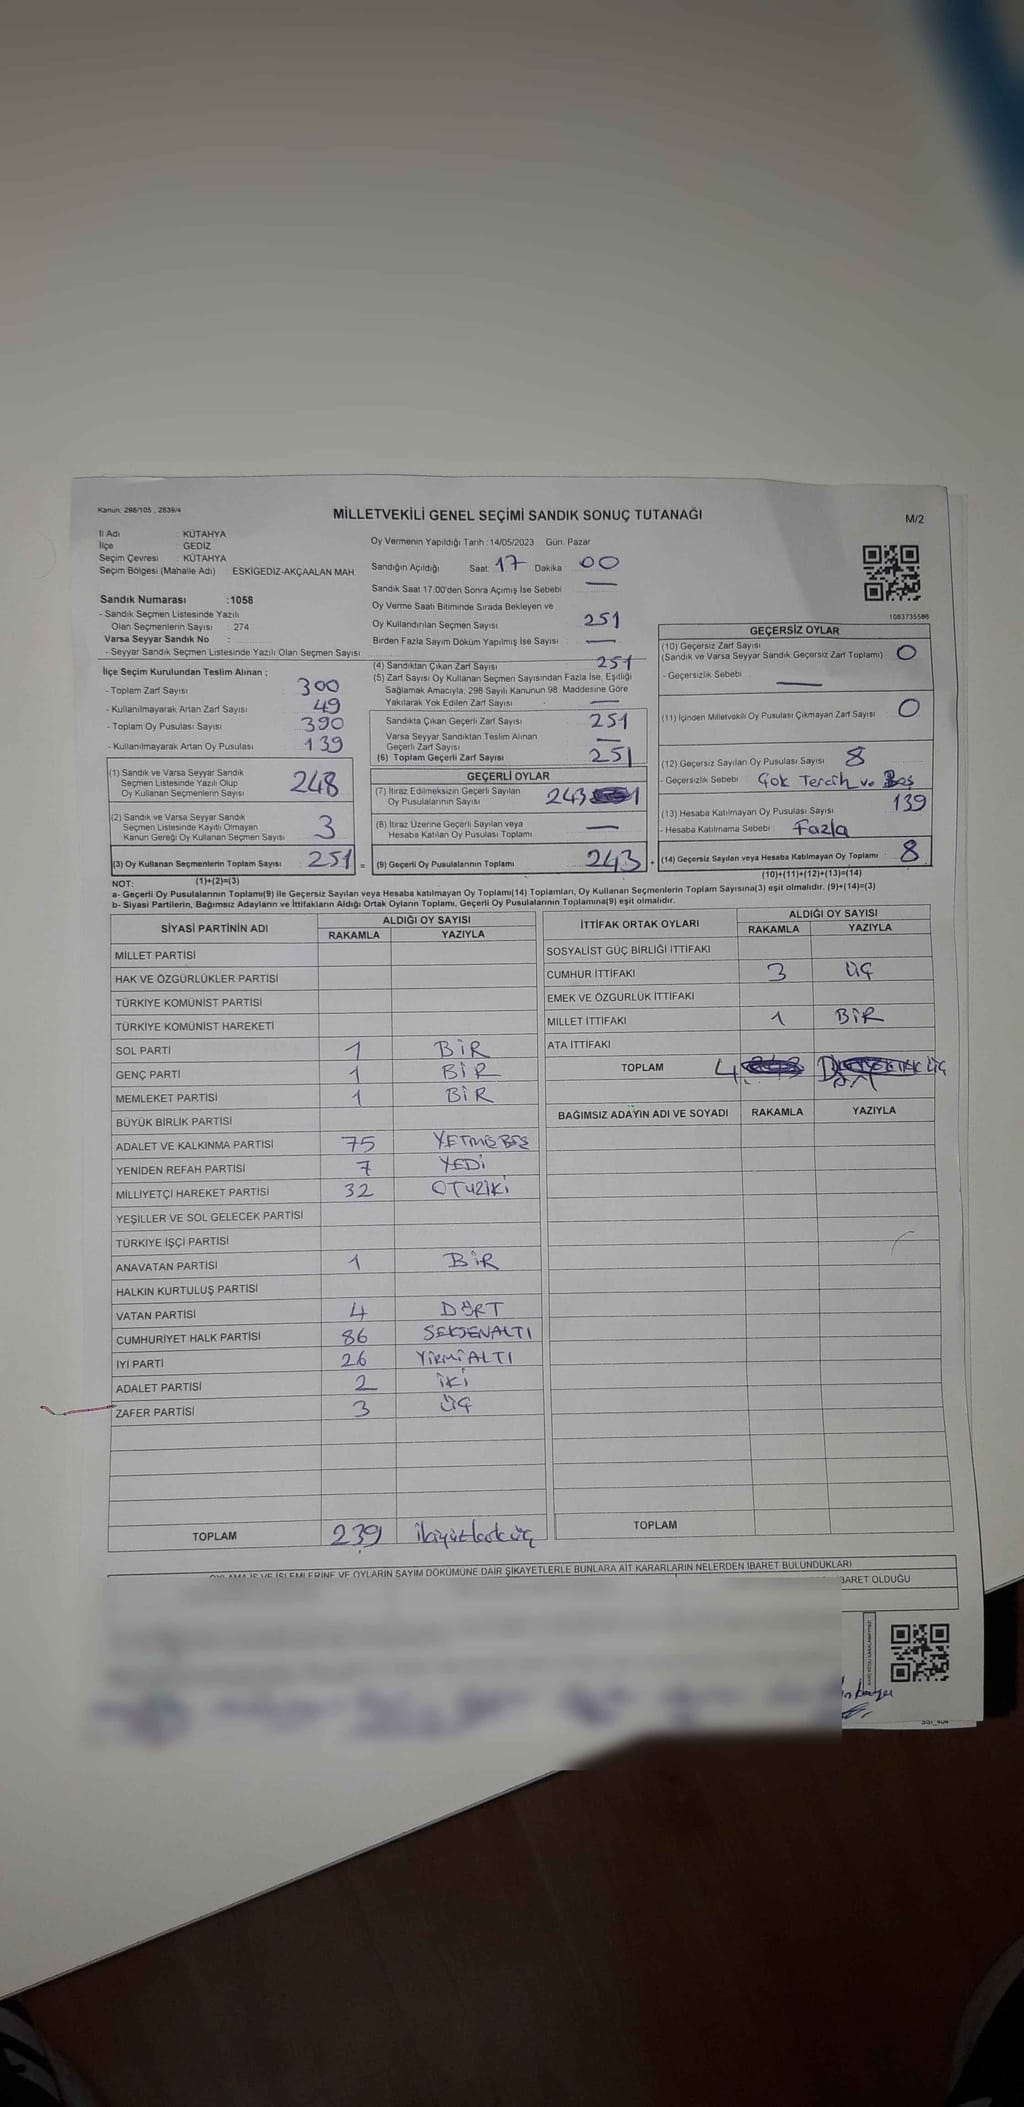 Kanun: 298/105 , 2839/4
MİLLETVEKİLİ GENEL SEÇİMİ SANDIK SONUÇ TUTANAĞI
M/2
İl Adı : KÜTAHYA
İlçe : GEDİZ
Seçim Çevresi : KÜTAHYA
Seçim Bölgesi (Mahalle Adı) ESKİGEDİZ-AKÇAALAN MAH
Sandık Numarası :1058
- Sandık Seçmen Listesinde Yazılı
Olan Seçmenlerin Sayısı : 274
Varsa Seyyar Sandık No :
- Seyyar Sandık Seçmen Listesinde Yazılı Olan Seçmen Sayısı
Oy Vermenin Yapıldığı Tarih : 14/05/2023 Gün: Pazar
Sandığın Açıldığı Saat: 17 Dakika 00
Sandık Saat 17.00'den Sonra Açımış İse Sebebi —
Oy Verme Saati Bitiminde Sırada Bekleyen ve
Oy Kullandırılan Seçmen Sayısı 251
Birden Fazla Sayım Döküm Yapılmış İse Sayısı —
1083735566
İlçe Seçim Kurulundan Teslim Alınan ;
- Toplam Zarf Sayısı 300
- Kullanılmayarak Artan Zarf Sayısı 49
- Toplam Oy Pusulası Sayısı 390
- Kullanılmayarak Artan Oy Pusulası 139
(1) Sandık ve Varsa Seyyar Sandık
Seçmen Listesinde Yazılı Olup
Oy Kullanan Seçmenlerin Sayısı 248
(2) Sandık ve Varsa Seyyar Sandık
Seçmen Listesinde Kayıtlı Olmayan
Kanun Gereği Oy Kullanan Seçmen Sayısı 3
(3) Oy Kullanan Seçmenlerin Toplam Sayısı 251 =
(1)+(2)=(3)
(4) Sandıktan Çıkan Zarf Sayısı 251
(5) Zarf Sayısı Oy Kullanan Seçmen Sayısından Fazla İse, Eşitliği
Sağlamak Amacıyla, 298 Sayılı Kanunun 98. Maddesine Göre
Yakılarak Yok Edilen Zarf Sayısı —
Sandıkta Çıkan Geçerli Zarf Sayısı 251
Varsa Seyyar Sandıktan Teslim Alınan
Geçerli Zarf Sayısı —
(6) Toplam Geçerli Zarf Sayısı 251
GEÇERLİ OYLAR
(7) İtiraz Edilmeksizin Geçerli Sayılan
Oy Pusulalarının Sayısı 243
(8) İtiraz Üzerine Geçerli Sayılan veya
Hesaba Katılan Oy Pusulası Toplamı —
(9) Geçerli Oy Pusulalarının Toplamı 243 +
GEÇERSİZ OYLAR
(10) Geçersiz Zarf Sayısı
(Sandık ve Varsa Seyyar Sandık Geçersiz Zarf Toplamı) 0
- Geçersizlik Sebebi —
(11) İçinden Milletvekili Oy Pusulası Çıkmayan Zarf Sayısı 0
(12) Geçersiz Sayılan Oy Pusulası Sayısı 8
- Geçersizlik Sebebi Çok Tercih ve Boş
(13) Hesaba Katılmayan Oy Pusulası Sayısı 139
- Hesaba Katılmama Sebebi Fazla
(14) Geçersiz Sayılan veya Hesaba Katılmayan Oy Toplamı 8
(10)+(11)+(12)+(13)=(14)
NOT:
a- Geçerli Oy Pusulalarının Toplamı(9) ile Geçersiz Sayılan veya Hesaba katılmayan Oy Toplamı(14) Toplamları, Oy Kullanan Seçmenlerin Toplam Sayısına(3) eşit olmalıdır. (9)+(14)=(3)
b- Siyasi Partilerin, Bağımsız Adayların ve İttifakların Aldığı Ortak Oyların Toplamı, Geçerli Oy Pusulalarının Toplamına(9) eşit olmalıdır.
SİYASİ PARTİNİN ADI
ALDIĞI OY SAYISI
RAKAMLA YAZIYLA
MİLLET PARTİSİ
HAK VE ÖZGÜRLÜKLER PARTİSİ
TÜRKİYE KOMÜNİST PARTİSİ
TÜRKİYE KOMÜNİST HAREKETİ
SOL PARTİ 1 BİR
GENÇ PARTİ 1 BİR
MEMLEKET PARTİSİ 1 BİR
BÜYÜK BİRLİK PARTİSİ
ADALET VE KALKINMA PARTİSİ 75 YETMİŞBEŞ
YENİDEN REFAH PARTİSİ 7 YEDİ
MİLLİYETÇİ HAREKET PARTİSİ 32 OTUZİKİ
YEŞİLLER VE SOL GELECEK PARTİSİ
TÜRKİYE İŞÇİ PARTİSİ
ANAVATAN PARTİSİ 1 BİR
HALKIN KURTULUŞ PARTİSİ
VATAN PARTİSİ 4 DÖRT
CUMHURİYET HALK PARTİSİ 86 SEKSENALTI
İYİ PARTİ 26 YİRMİALTI
ADALET PARTİSİ 2 İKİ
ZAFER PARTİSİ 3 ÜÇ
TOPLAM 239 ikiyüzkırküç
İTTİFAK ORTAK OYLARI
ALDIĞI OY SAYISI
RAKAMLA YAZIYLA
SOSYALİST GÜÇ BİRLİĞİ İTTİFAKI
CUMHUR İTTİFAKI 3 ÜÇ
EMEK VE ÖZGÜRLÜK İTTİFAKI
MİLLET İTTİFAKI 1 BİR
ATA İTTİFAKI
TOPLAM 4
BAĞIMSIZ ADAYIN ADI VE SOYADI RAKAMLA YAZIYLA
TOPLAM
OYLAMA İŞ VE İŞLEMLERİNE VE OYLARIN SAYIM DÖKÜMÜNE DAİR ŞİKAYETLERLE BUNLARA AİT KARARLARIN NELERDEN İBARET BULUNDUKLARI
İBARET OLDUĞU